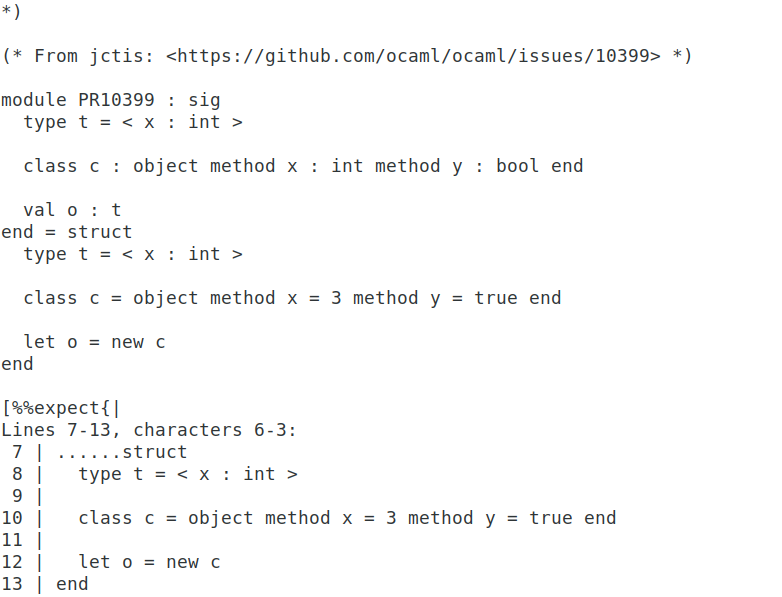 *)

(* From jctis: <https://github.com/ocaml/ocaml/issues/10399> *)

module PR10399 : sig
  type t = < x : int >

  class c : object method x : int method y : bool end

  val o : t
end = struct
  type t = < x : int >

  class c = object method x = 3 method y = true end

  let o = new c
end

[%%expect{|
Lines 7-13, characters 6-3:
 7 | ......struct
 8 |   type t = < x : int >
 9 |
10 |   class c = object method x = 3 method y = true end
11 |
12 |   let o = new c
13 | end